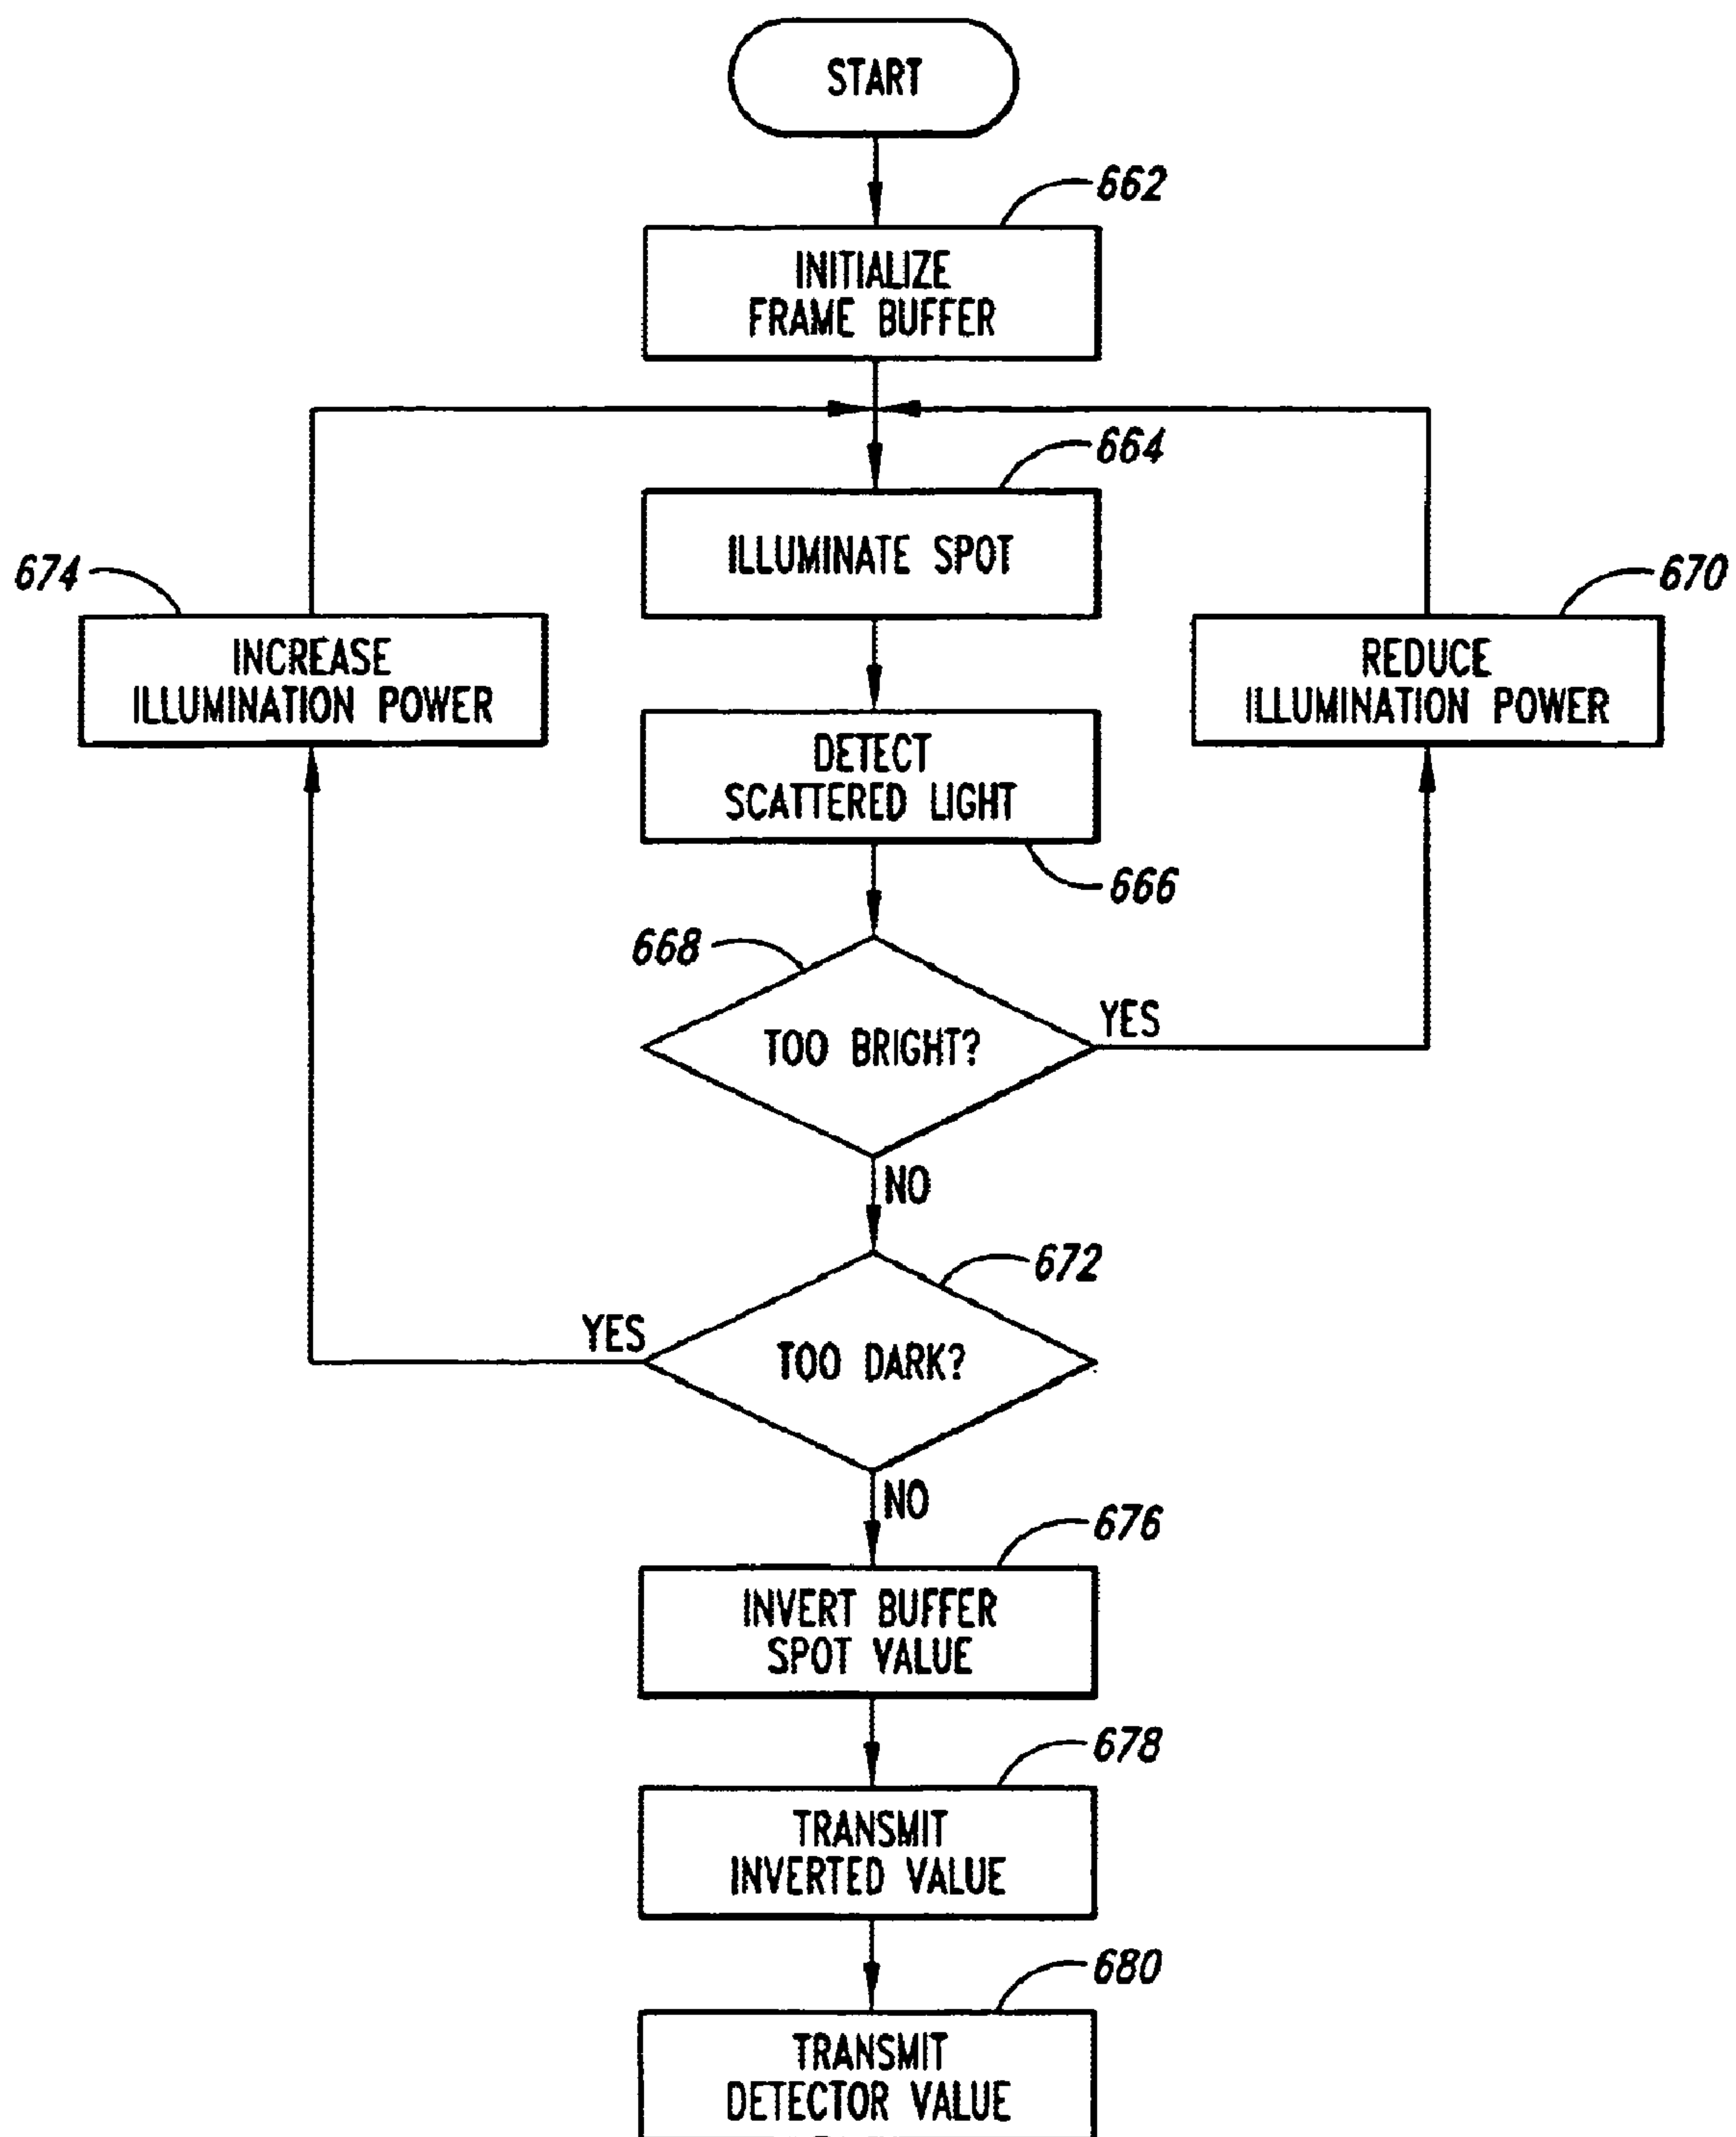 START
662
INITIALIZE
FRAME BUFFER
664
ILLUMINATE SPOT
674
INCREASE
ILLUMINATION POWER
670
REDUCE
ILLUMINATION POWER
DETECT
SCATTERED LIGHT
666
668
TOO BRIGHT?
YES
NO
672
YES
TOO DARK?
NO
676
INVERT BUFFER
SPOT VALUE
678
TRANSMIT
INVERTED VALUE
680
TRANSMIT
DETECTOR VALUE